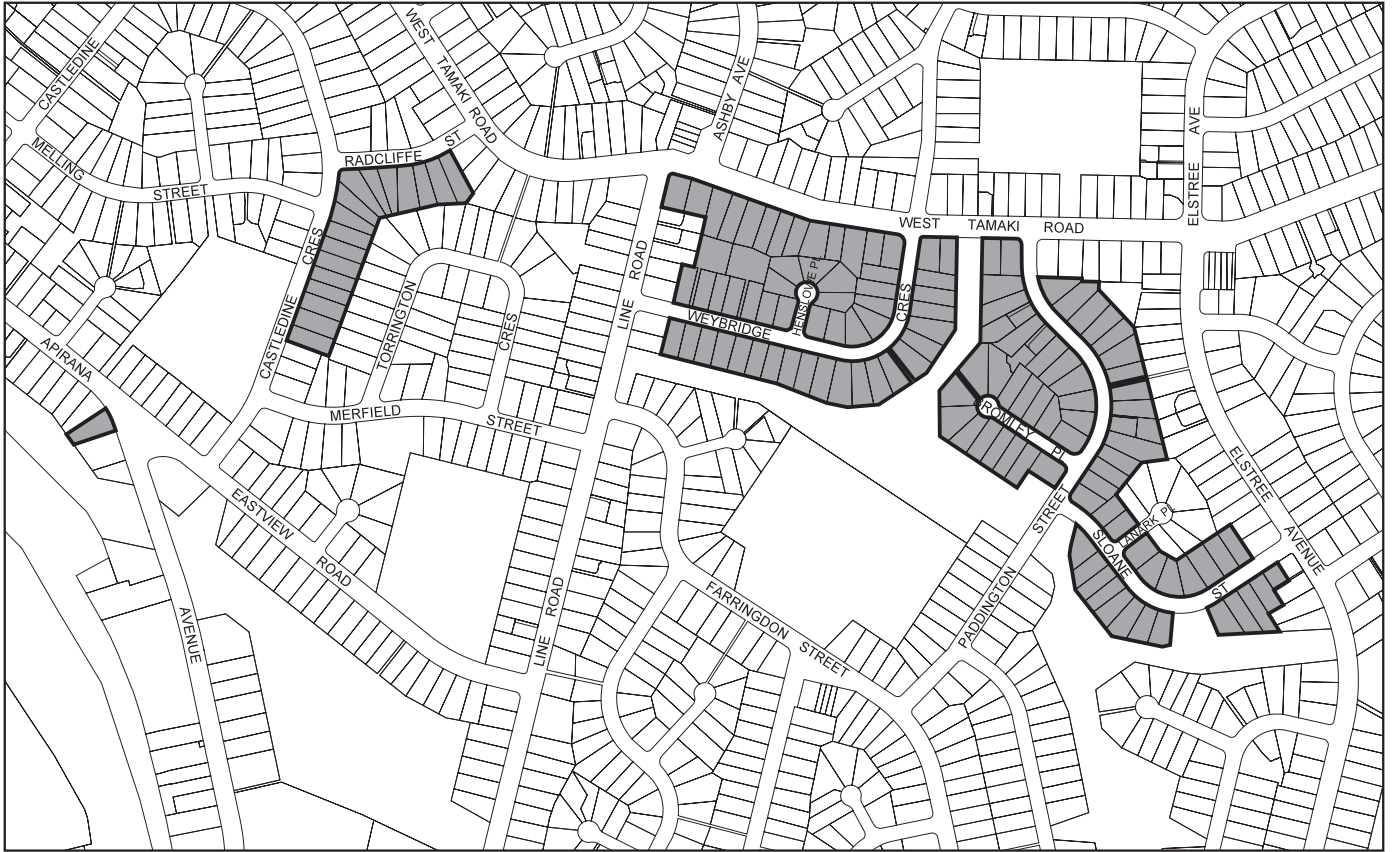 CASTLEDINE
WEST TAMAKI ROAD
ASHBY AVE
ELSTREE AVE
MELLING STREET
RADCLIFFE ST
WEST TAMAKI ROAD
CASTLEDINE CRES
LINE ROAD
HENSLOWE PL
WEYBRIDGE CRES
TORRINGTON CRES
APIRANA AVENUE
MERFIELD STREET
CROMLEY PL
ELSTREE AVENUE
EASTVIEW ROAD
PADDINGTON STREET
SLOANE ST
LANARK PL
LINE ROAD
FARRINGDON STREET